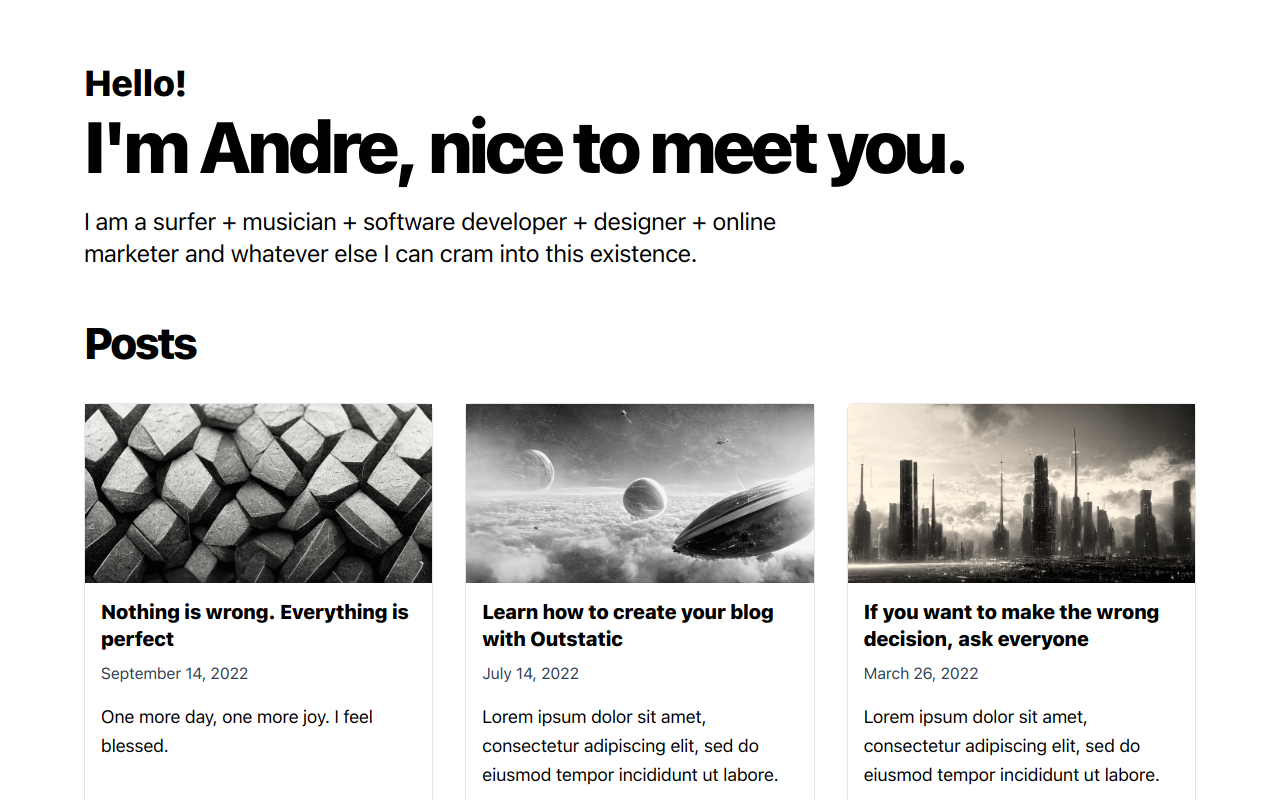 Hello!
I'm Andre, nice to meet you.
I am a surfer + musician + software developer + designer + online
marketer and whatever else I can cram into this existence.
Posts
Nothing is wrong. Everything is
perfect
September 14, 2022
One more day, one more joy. I feel
blessed.
Learn how to create your blog
with Outstatic
July 14, 2022
Lorem ipsum dolor sit amet,
consectetur adipiscing elit, sed do
eiusmod tempor incididunt ut labore.
If you want to make the wrong
decision, ask everyone
March 26, 2022
Lorem ipsum dolor sit amet,
consectetur adipiscing elit, sed do
eiusmod tempor incididunt ut labore.